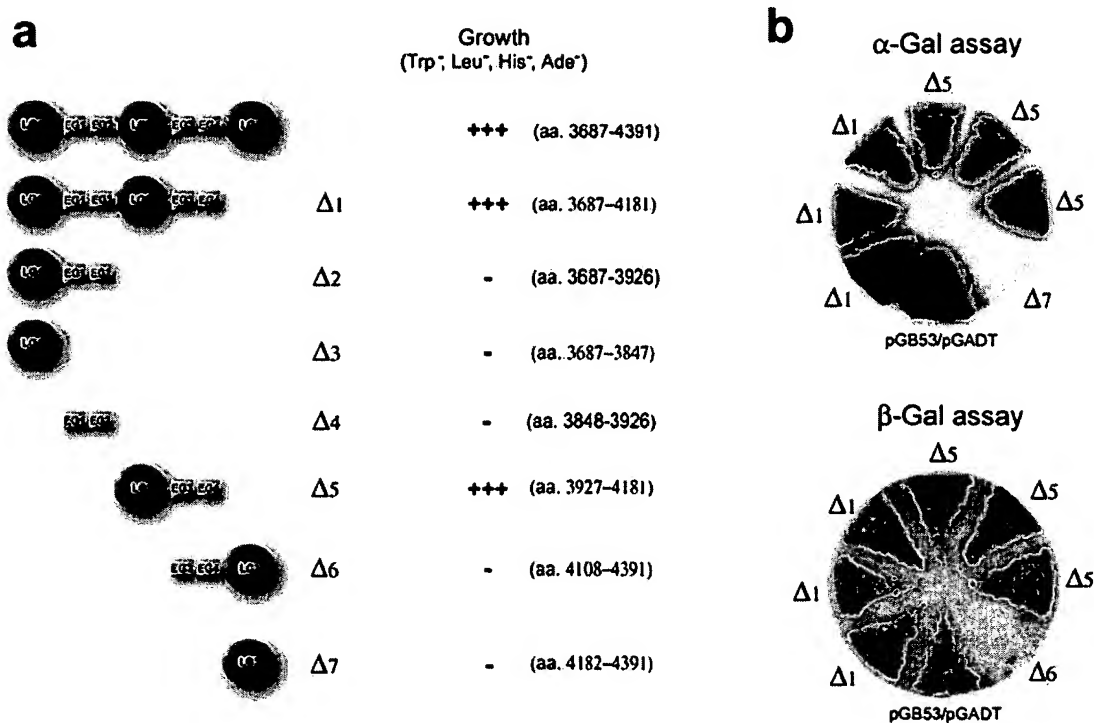 a
Growth
(Trp-; Leu-, His-, Ade-)
+++ (aa. 3687-4391)
Δ1 +++ (aa. 3687–4181)
Δ2 - (aa. 3687-3926)
Δ3 - (aa. 3687–3847)
Δ4 - (aa. 3848-3926)
Δ5 +++ (aa. 3927–4181)
Δ6 - (aa. 4108-4391)
Δ7 - (aa. 4182-4391)
b
α-Gal assay
Δ5
Δ1 Δ5
Δ1 Δ5
Δ1 Δ7
pGB53/pGADT
β-Gal assay
Δ5
Δ1 Δ5
Δ1 Δ5
Δ1 Δ6
pGB53/pGADT